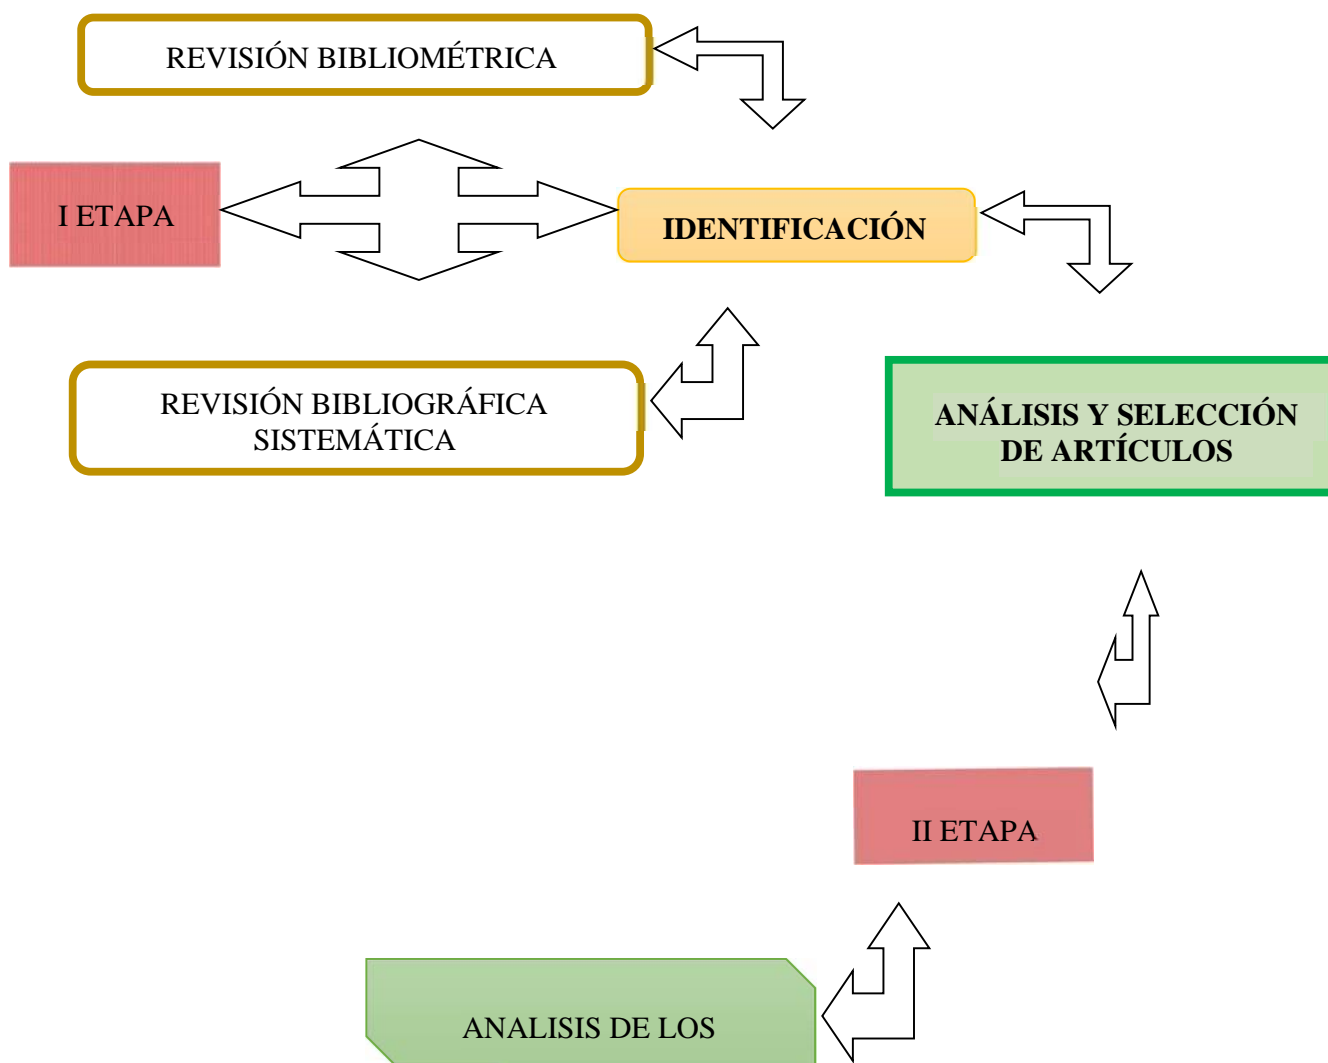 REVISIÓN BIBLIOMÉTRICA
I ETAPA
IDENTIFICACIÓN
REVISIÓN BIBLIOGRÁFICA
SISTEMÁTICA
ANÁLISIS Y SELECCIÓN
DE ARTÍCULOS
II ETAPA
ANALISIS DE LOS